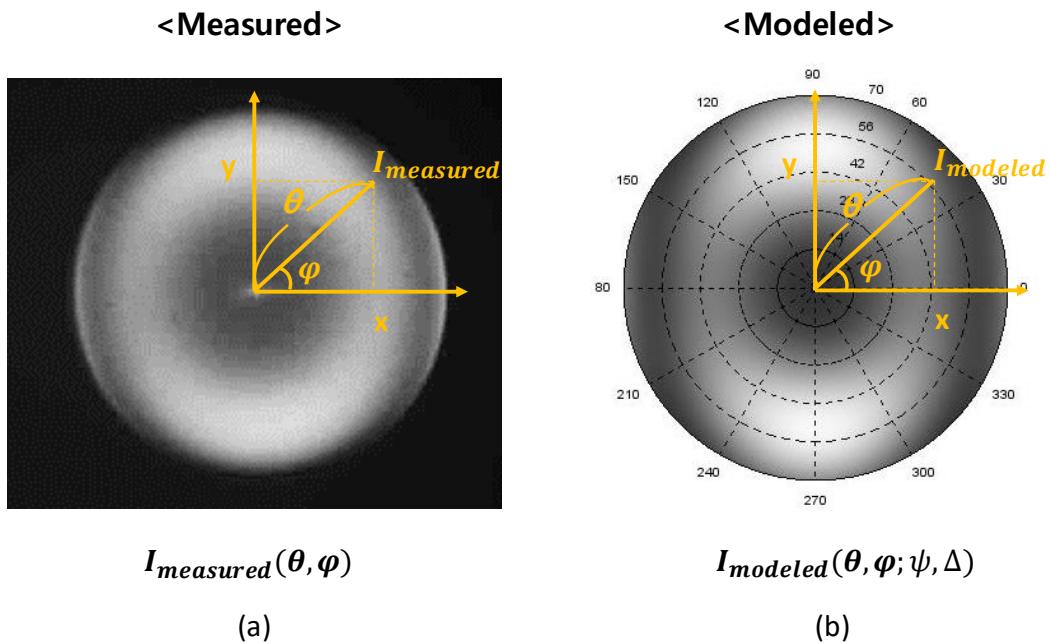 <Measured>
<Modeled>
y
I_measured
θ
φ
x
90
120
70
60
56
150
42
30
y
I_modeled
θ
φ
80
0
x
210
330
240
300
270
I_measured(θ, φ)
I_modeled(θ, φ; ψ, Δ)
(a)
(b)